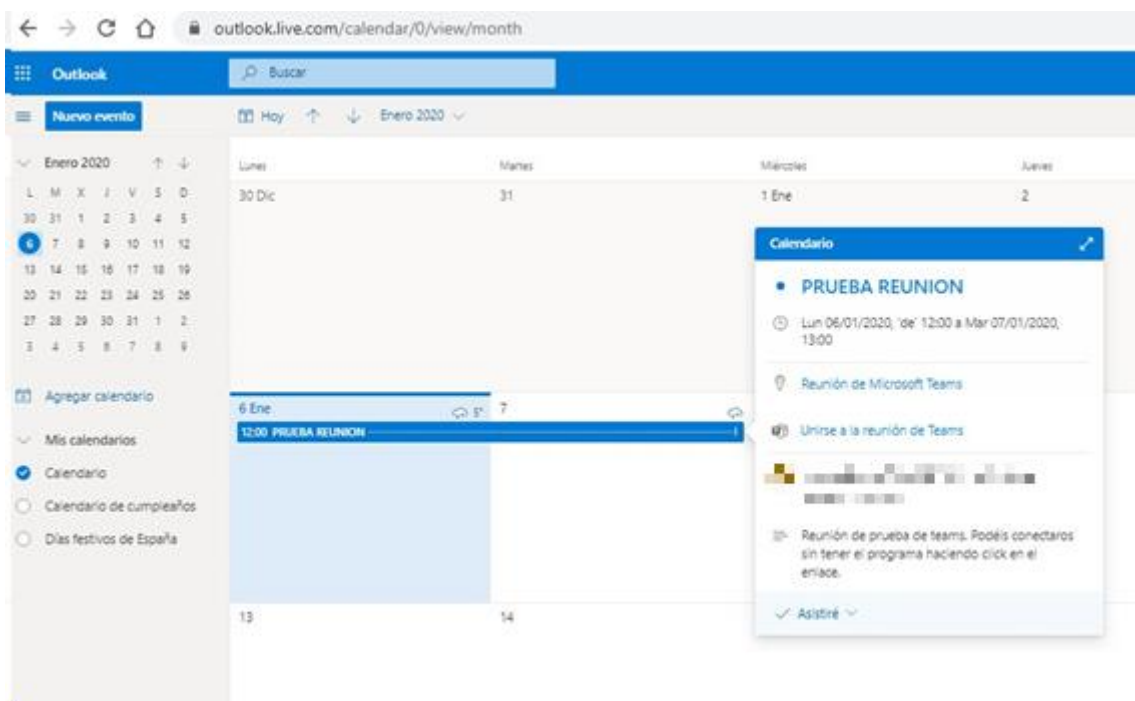 outlook.live.com/calendar/0/view/month
Outlook
Buscar
Nuevo evento
Hoy
Enero 2020
Enero 2020
L M X J V S D
30 31 1 2 3 4 5
6 7 8 9 10 11 12
13 14 15 16 17 18 19
20 21 22 23 24 25 26
27 28 29 30 31 1 2
3 4 5 6 7 8 9
Agregar calendario
Mis calendarios
Calendario
Calendario de cumpleaños
Días festivos de España
Lunes Martes Miércoles Jueves
30 Dic 31 1 Ene 2
6 Ene 5° 7
12:00 PRUEBA REUNION
13 14
Calendario
PRUEBA REUNION
Lun 06/01/2020, 'de' 12:00 a Mar 07/01/2020,
13:00
Reunión de Microsoft Teams
Unirse a la reunión de Teams
Reunión de prueba de teams. Podéis conectaros
sin tener el programa haciendo click en el
enlace.
Asistiré